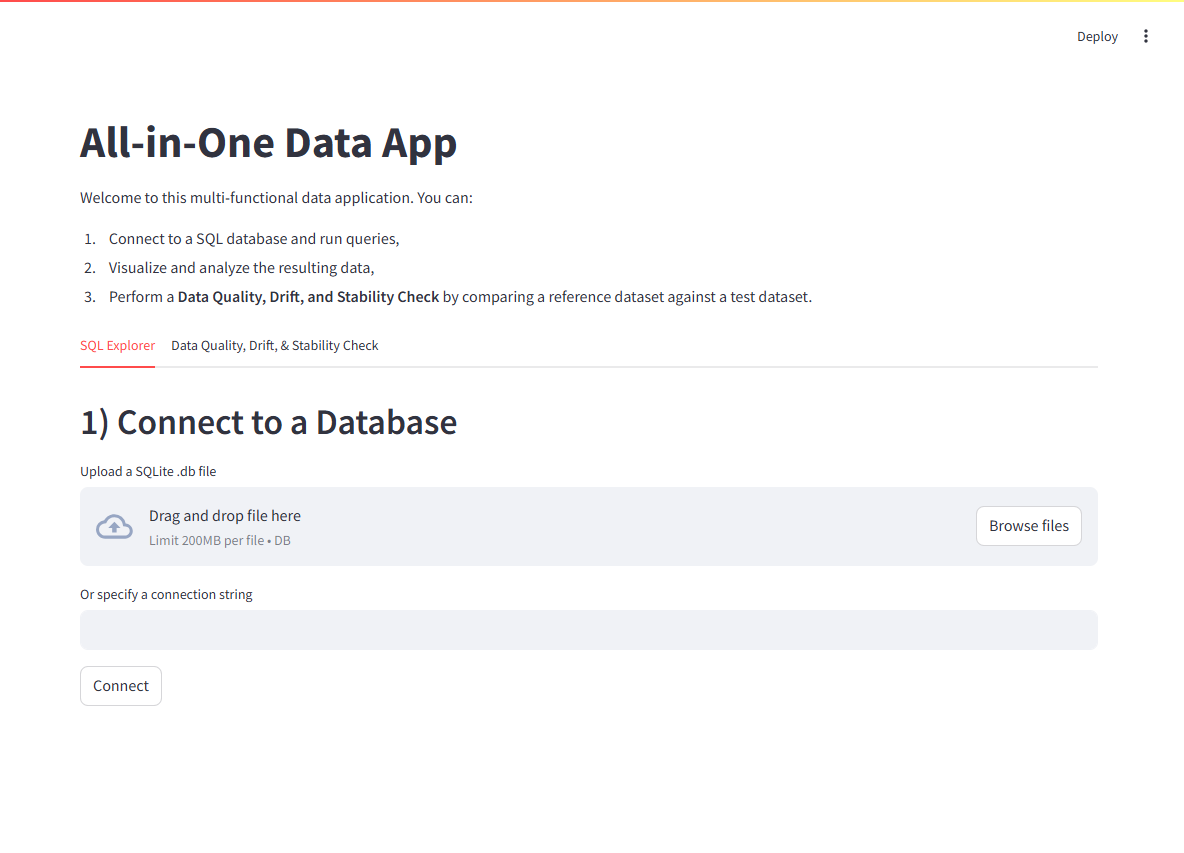 Deploy
All-in-One Data App
Welcome to this multi-functional data application. You can:
1. Connect to a SQL database and run queries,
2. Visualize and analyze the resulting data,
3. Perform a Data Quality, Drift, and Stability Check by comparing a reference dataset against a test dataset.
SQL Explorer Data Quality, Drift, & Stability Check
1) Connect to a Database
Upload a SQLite .db file
Drag and drop file here
Limit 200MB per file • DB
Browse files
Or specify a connection string
Connect